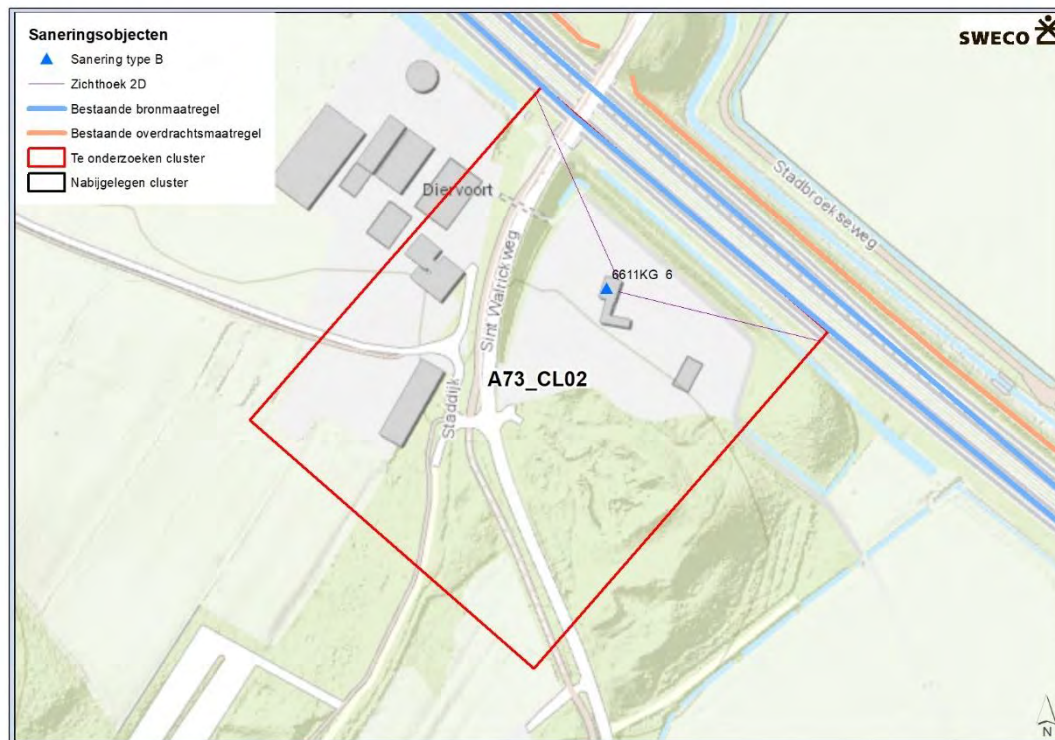 Saneringsobjecten
Sanering type B
Zichthoek 2D
Bestaande bronmaatregel
Bestaande overdrachtsmaatregel
Te onderzoeken cluster
Nabijgelegen cluster
SWECO
Stadbroekseweg
Diervoort
Sint Walrickweg
6611KG 6
A73_CL02
Staddijk
N